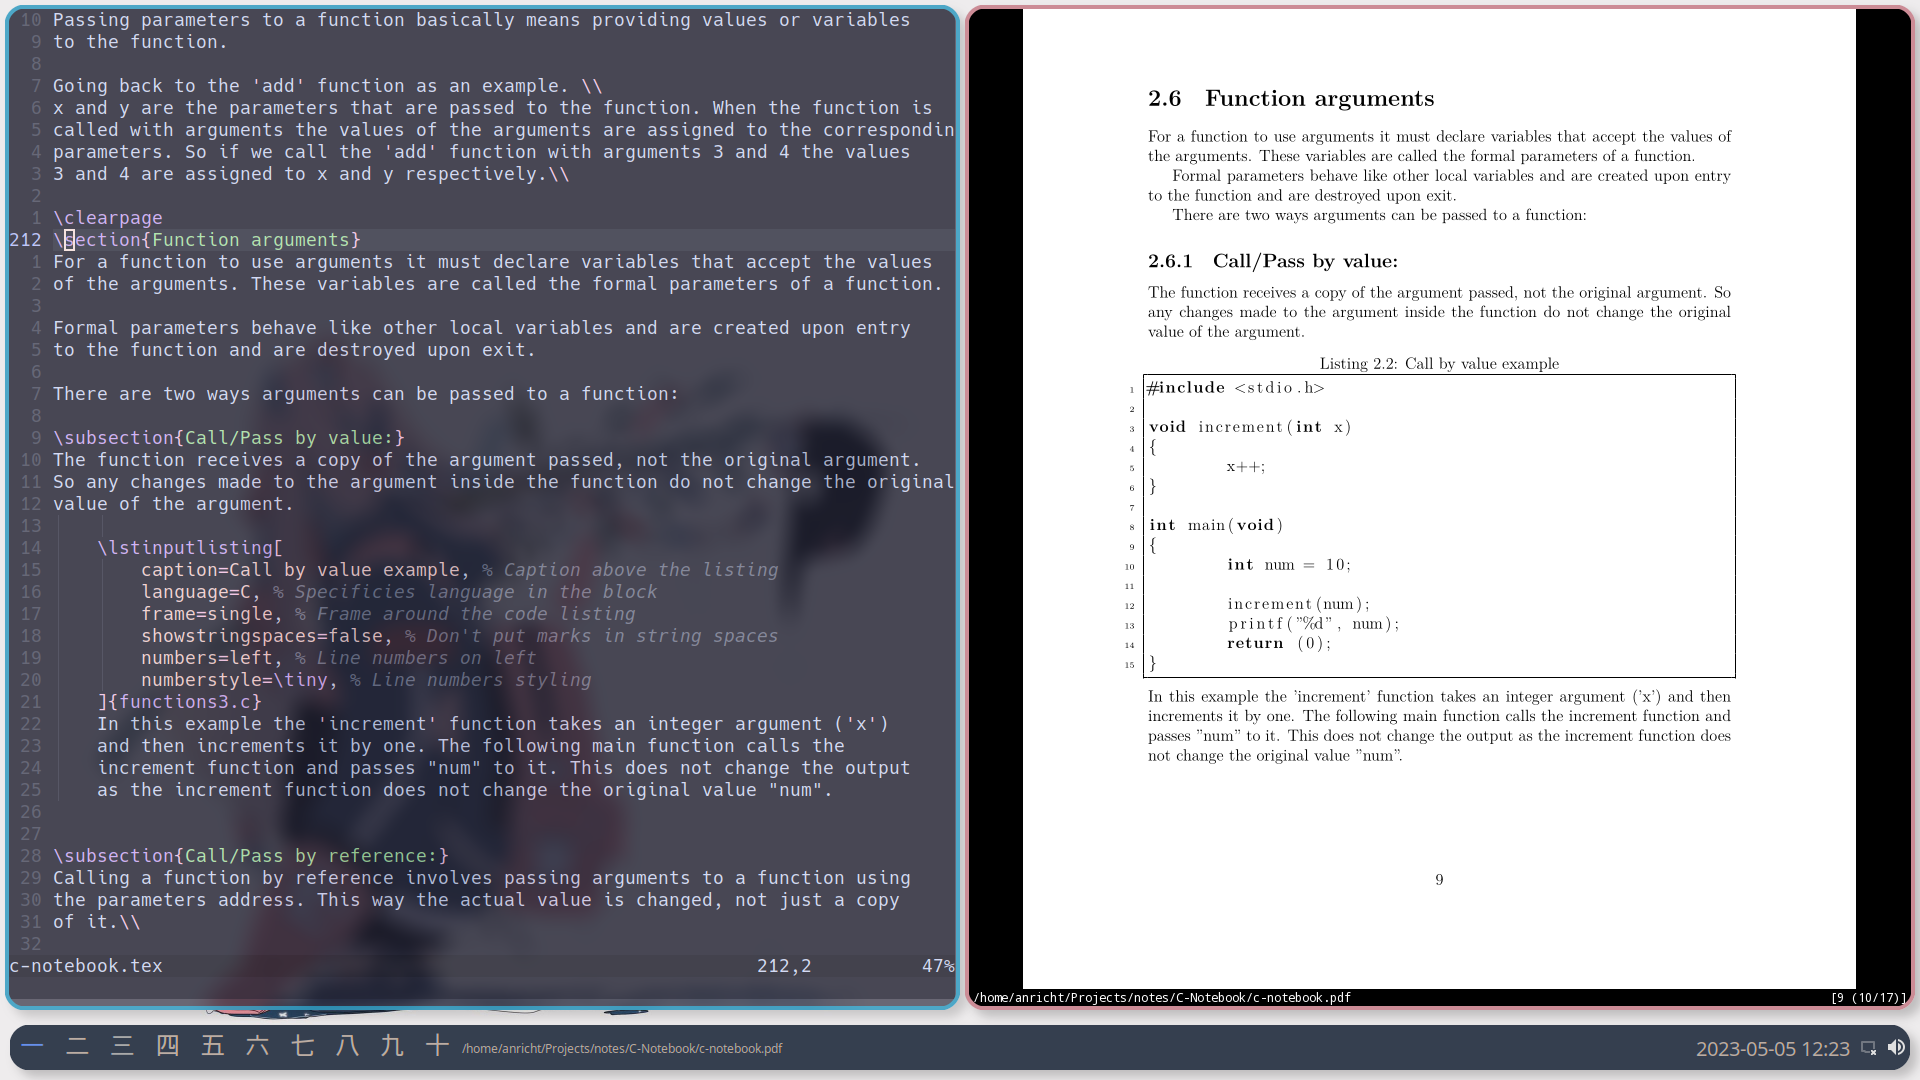 10 Passing parameters to a function basically means providing values or variables
9 to the function.
8
7 Going back to the 'add' function as an example. \\
6 x and y are the parameters that are passed to the function. When the function is
5 called with arguments the values of the arguments are assigned to the correspondin
4 parameters. So if we call the 'add' function with arguments 3 and 4 the values
3 3 and 4 are assigned to x and y respectively.\\
2
1 \clearpage
212 \section{Function arguments}
1 For a function to use arguments it must declare variables that accept the values
2 of the arguments. These variables are called the formal parameters of a function.
3
4 Formal parameters behave like other local variables and are created upon entry
5 to the function and are destroyed upon exit.
6
7 There are two ways arguments can be passed to a function:
8
9 \subsection{Call/Pass by value:}
10 The function receives a copy of the argument passed, not the original argument.
11 So any changes made to the argument inside the function do not change the original
12 value of the argument.
13
14 \lstinputlisting[
15 caption=Call by value example, % Caption above the listing
16 language=C, % Specificies language in the block
17 frame=single, % Frame around the code listing
18 showstringspaces=false, % Don't put marks in string spaces
19 numbers=left, % Line numbers on left
20 numberstyle=\tiny, % Line numbers styling
21 ]{functions3.c}
22 In this example the 'increment' function takes an integer argument ('x')
23 and then increments it by one. The following main function calls the
24 increment function and passes "num" to it. This does not change the output
25 as the increment function does not change the original value "num".
26
27
28 \subsection{Call/Pass by reference:}
29 Calling a function by reference involves passing arguments to a function using
30 the parameters address. This way the actual value is changed, not just a copy
31 of it.\\
32
c-notebook.tex 212,2 47%
2.6 Function arguments
For a function to use arguments it must declare variables that accept the values of
the arguments. These variables are called the formal parameters of a function.
Formal parameters behave like other local variables and are created upon entry
to the function and are destroyed upon exit.
There are two ways arguments can be passed to a function:
2.6.1 Call/Pass by value:
The function receives a copy of the argument passed, not the original argument. So
any changes made to the argument inside the function do not change the original
value of the argument.
Listing 2.2: Call by value example
1 #include <stdio.h>
2
3 void increment(int x)
4 {
5 x++;
6 }
7
8 int main(void)
9 {
10 int num = 10;
11
12 increment(num);
13 printf("%d", num);
14 return (0);
15 }
In this example the 'increment' function takes an integer argument ('x') and then
increments it by one. The following main function calls the increment function and
passes "num" to it. This does not change the output as the increment function does
not change the original value "num".
9
/home/anricht/Projects/notes/C-Notebook/c-notebook.pdf [9 (10/17)]
一 二 三 四 五 六 七 八 九 十 /home/anricht/Projects/notes/C-Notebook/c-notebook.pdf 2023-05-05 12:23